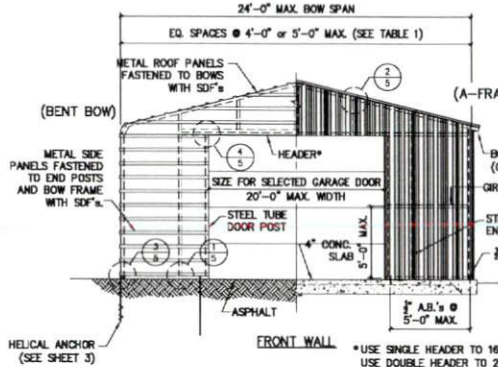 24'-0" MAX. BOW SPAN
EQ. SPACES @ 4'-0" or 5'-0" MAX. (SEE TABLE 1)
METAL ROOF PANELS
FASTENED TO BOWS
WITH SDF's
2
5
(BENT BOW)
(A-FRA
METAL SIDE
PANELS FASTENED
TO END POSTS
AND BOW FRAME
WITH SDF's.
4
5
HEADER*
SIZE FOR SELECTED GARAGE DOOR
20'-0" MAX. WIDTH
GIR
STEEL TUBE
DOOR POST
4" CONC.
SLAB
5'-0" MAX.
ST
EN
3
1
5
ASPHALT
A.B.'s @
5'-0" MAX.
HELICAL ANCHOR
(SEE SHEET 3)
FRONT WALL
*USE SINGLE HEADER TO 16
USE DOUBLE HEADER TO 2